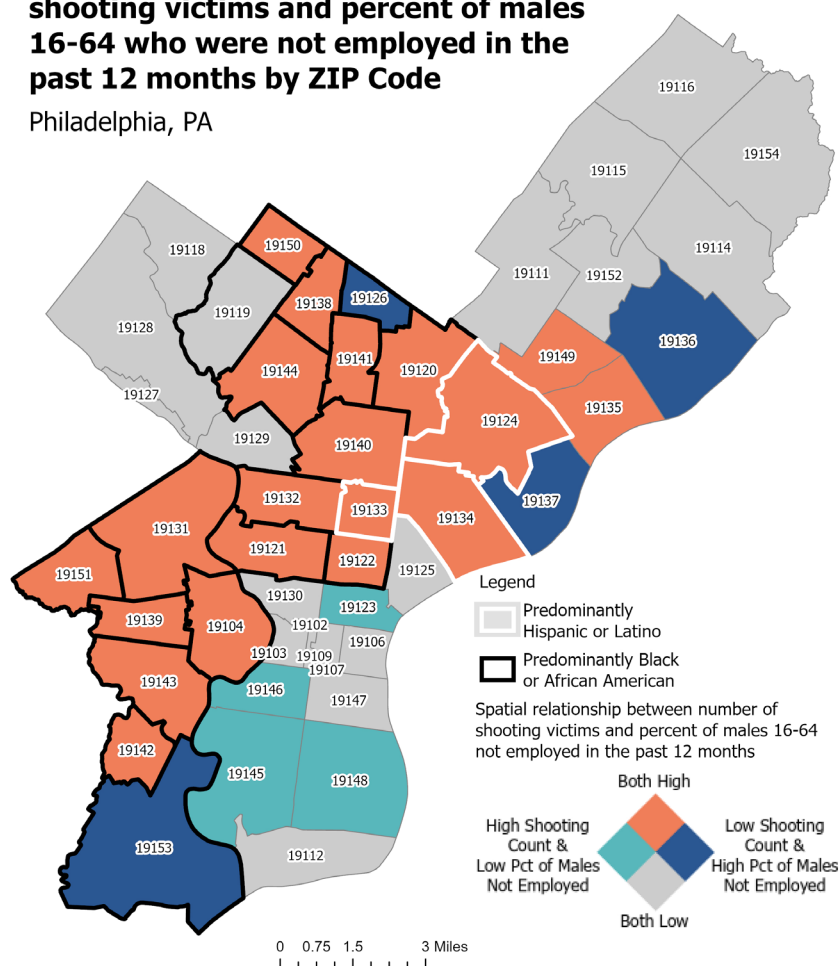 shooting victims and percent of males
16-64 who were not employed in the
past 12 months by ZIP Code
Philadelphia, PA
19116
19154
19115
19118
19150
19114
19111
19152
19138
19126
19119
19128
19136
19149
19141
19144
19120
19127
19135
19124
19129
19140
19132
19137
19133
19134
19131
19121
19122
19125
19151
19130
19123
19139
19102
19104
19106
19103
19109
19107
19143
19146
19147
19142
19145
19148
19153
19112
Legend
Predominantly
Hispanic or Latino
Predominantly Black
or African American
Spatial relationship between number of
shooting victims and percent of males 16-64
not employed in the past 12 months
Both High
High Shooting
Count &
Low Pct of Males
Not Employed
Low Shooting
Count &
High Pct of Males
Not Employed
Both Low
0 0.75 1.5 3 Miles